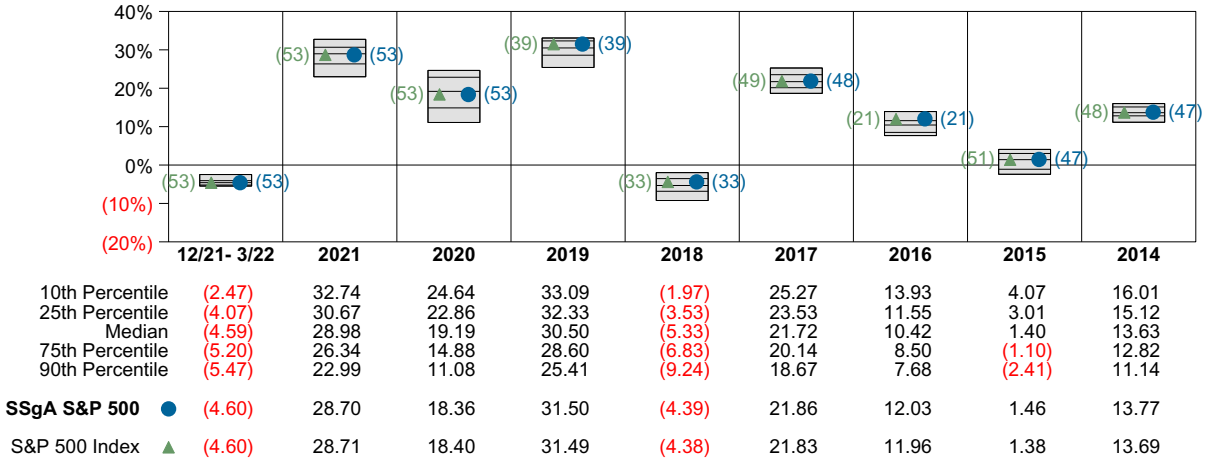 40%
30%
20%
10%
0%
(10%)
(20%)
(53) (53)
(53) (53)
(53) (53)
(39) (39)
(33) (33)
(49) (48)
(21) (21)
(51) (47)
(48) (47)
12/21- 3/22 2021 2020 2019 2018 2017 2016 2015 2014
10th Percentile (2.47) 32.74 24.64 33.09 (1.97) 25.27 13.93 4.07 16.01
25th Percentile (4.07) 30.67 22.86 32.33 (3.53) 23.53 11.55 3.01 15.12
Median (4.59) 28.98 19.19 30.50 (5.33) 21.72 10.42 1.40 13.63
75th Percentile (5.20) 26.34 14.88 28.60 (6.83) 20.14 8.50 (1.10) 12.82
90th Percentile (5.47) 22.99 11.08 25.41 (9.24) 18.67 7.68 (2.41) 11.14
SSgA S&P 500 (4.60) 28.70 18.36 31.50 (4.39) 21.86 12.03 1.46 13.77
S&P 500 Index (4.60) 28.71 18.40 31.49 (4.38) 21.83 11.96 1.38 13.69